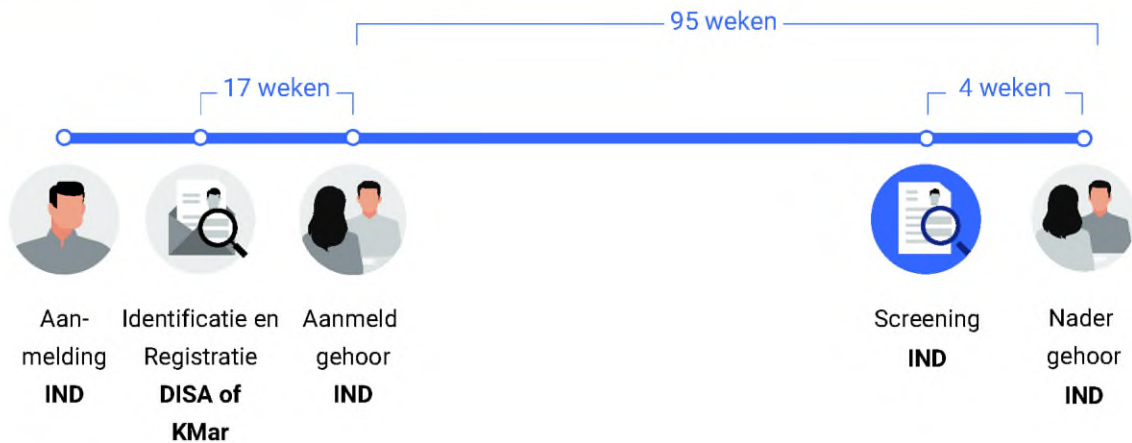 95 weken
17 weken
4 weken
Aan-
melding
IND
Identificatie en
Registratie
DISA of
KMar
Aanmeld
gehoor
IND
Screening
IND
Nader
gehoor
IND